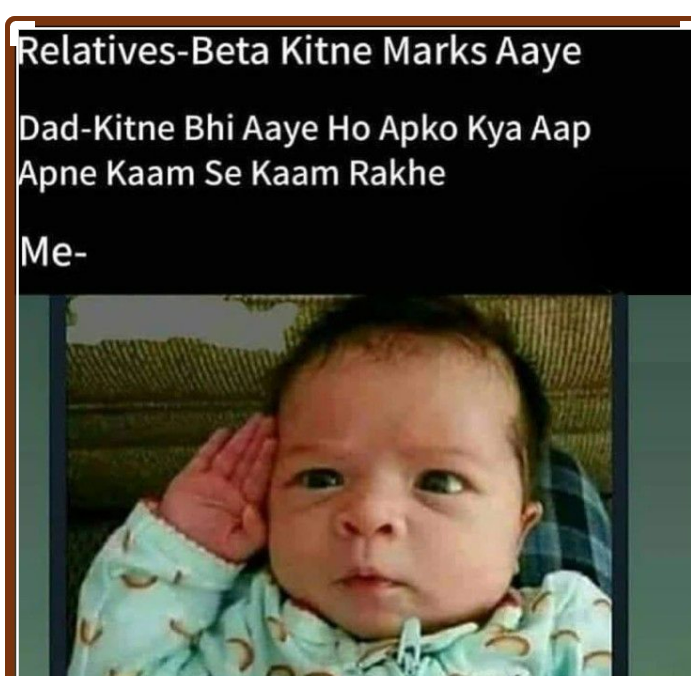 Relatives-Beta Kitne Marks Aaye
Dad-Kitne Bhi Aaye Ho Apko Kya Aap
Apne Kaam Se Kaam Rakhe
Me-